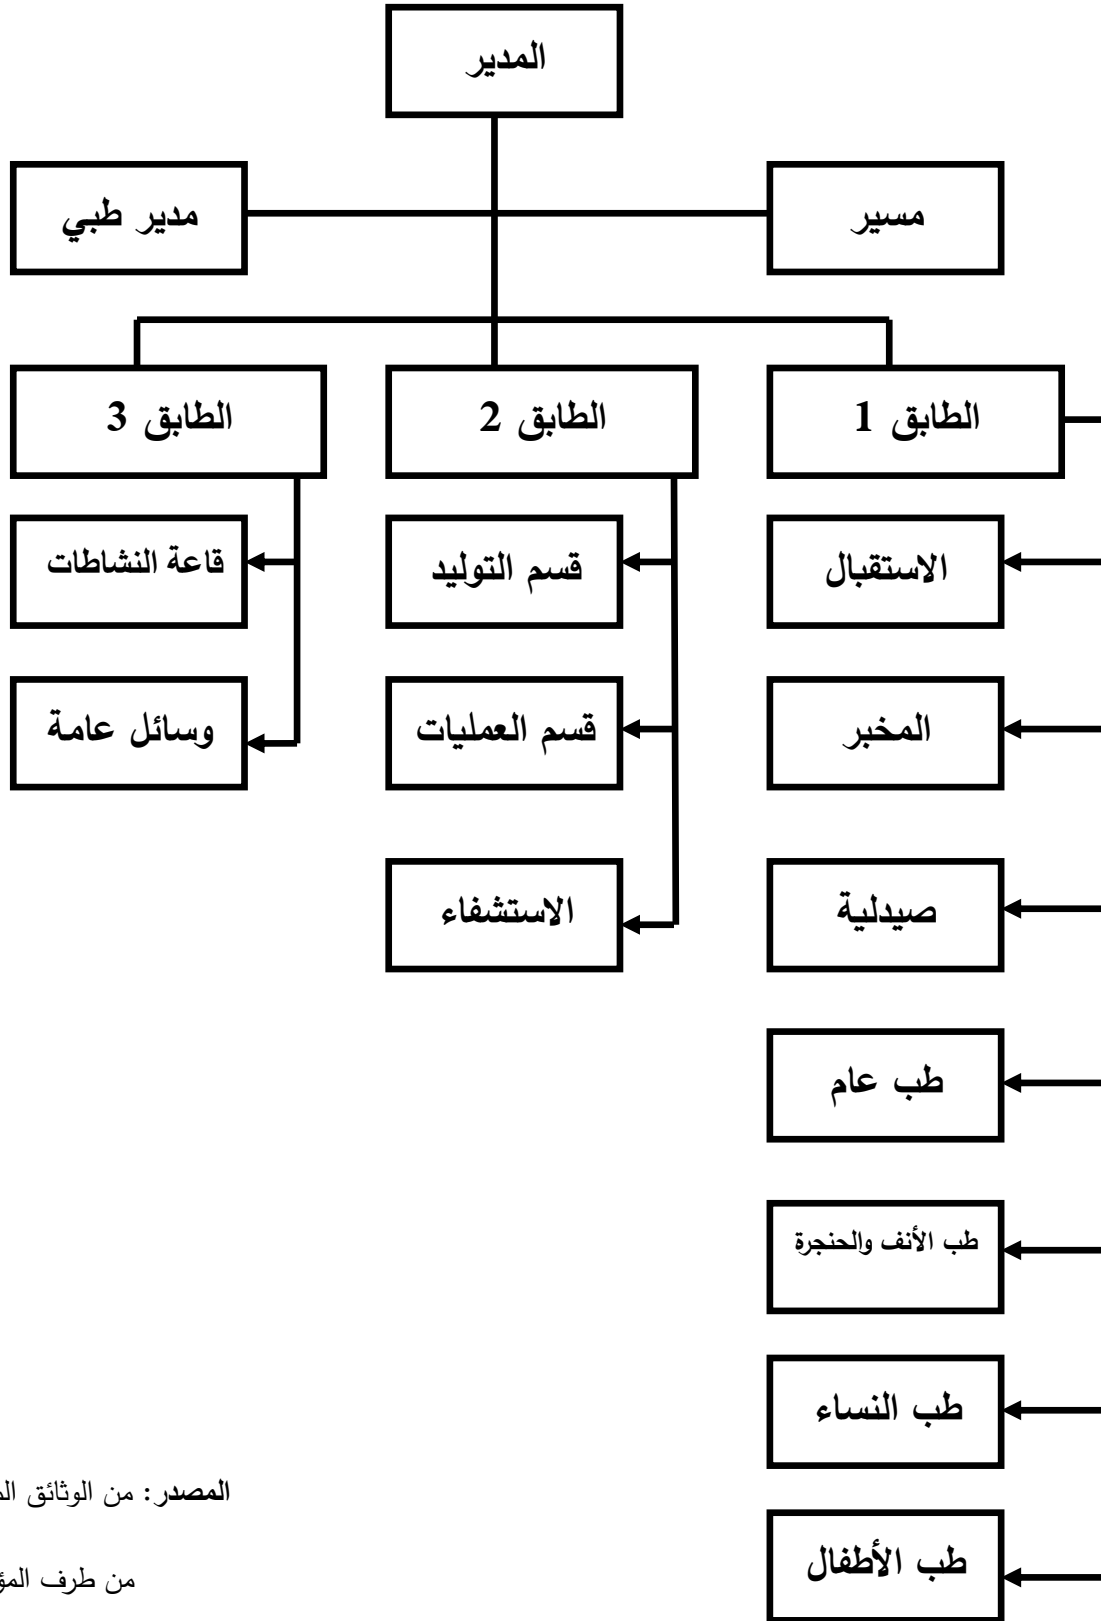 المدير
مسير
مدير طبي
الطابق 1
الطابق 2
الطابق 3
الاستقبال
قسم التوليد
قاعة النشاطات
المخبر
قسم العمليات
وسائل عامة
صيدلية
الاستشفاء
طب عام
طب الأنف والحنجرة
طب النساء
طب الأطفال
المصدر: من الوثائق
من طرف